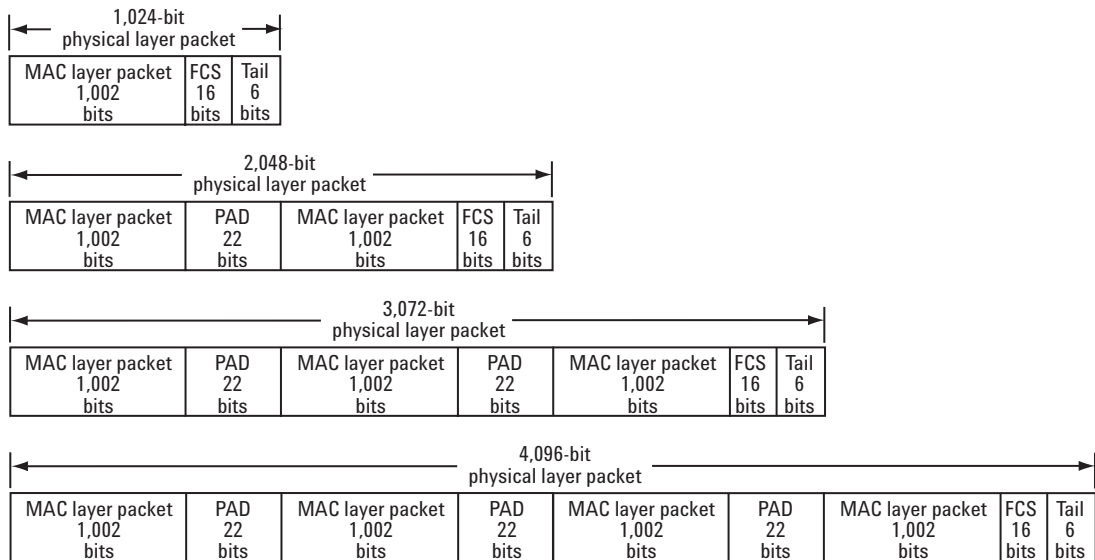 1,024-bit
physical layer packet
MAC layer packet FCS Tail
1,002 16 6
bits bits bits
2,048-bit
physical layer packet
MAC layer packet PAD MAC layer packet FCS Tail
1,002 22 1,002 16 6
bits bits bits bits bits
3,072-bit
physical layer packet
MAC layer packet PAD MAC layer packet PAD MAC layer packet FCS Tail
1,002 22 1,002 22 1,002 16 6
bits bits bits bits bits bits bits
4,096-bit
physical layer packet
MAC layer packet PAD MAC layer packet PAD MAC layer packet PAD MAC layer packet FCS Tail
1,002 22 1,002 22 1,002 22 1,002 16 6
bits bits bits bits bits bits bits bits bits